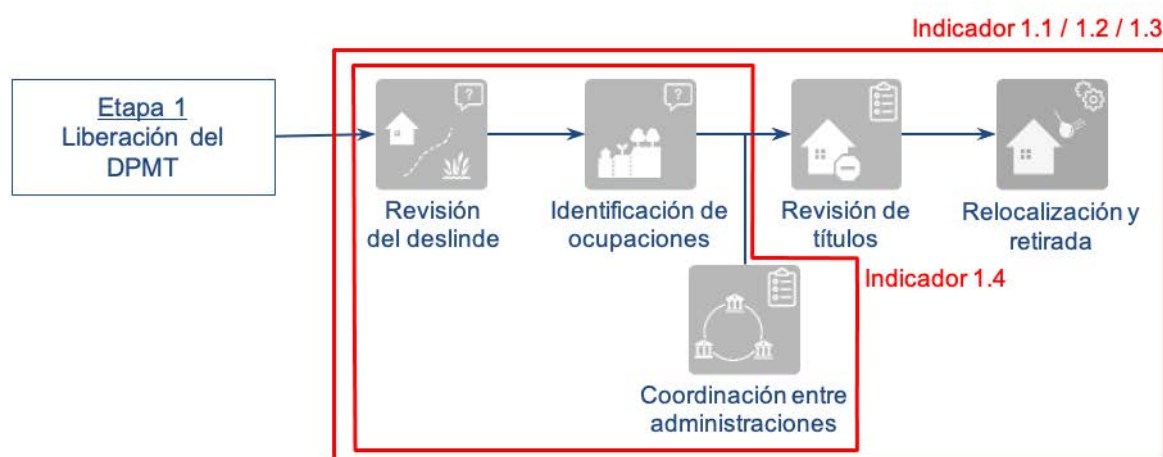 Indicador 1.1 / 1.2 / 1.3
Etapa 1
Liberación del
DPMT
?
?
Revisión
del deslinde
Identificación de
ocupaciones
Revisión de
títulos
Relocalización y
retirada
Indicador 1.4
Coordinación entre
administraciones